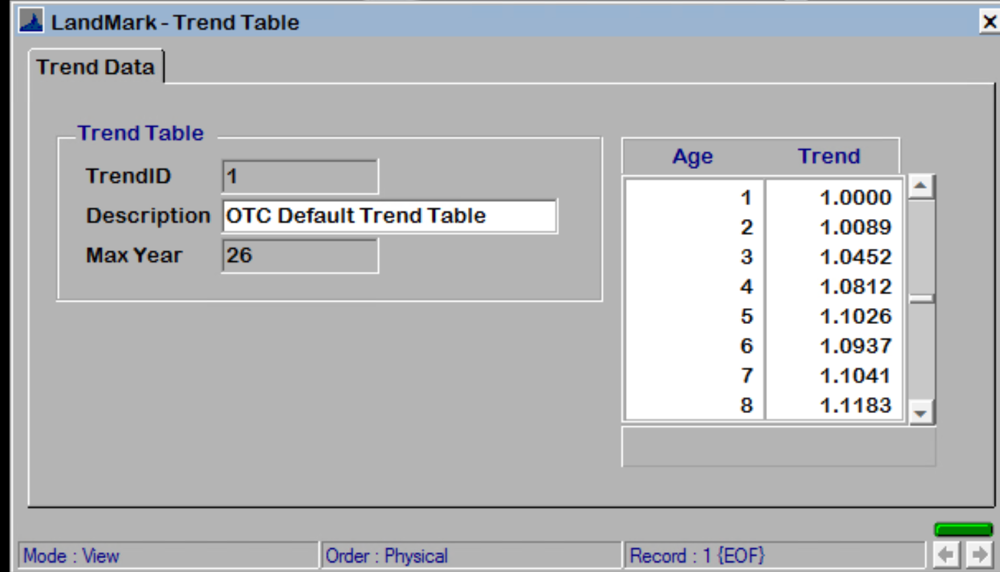 LandMark - Trend Table
Trend Data
Trend Table
TrendID 1
Description OTC Default Trend Table
Max Year 26
Age Trend
1 1.0000
2 1.0089
3 1.0452
4 1.0812
5 1.1026
6 1.0937
7 1.1041
8 1.1183
Mode : View Order : Physical Record : 1 {EOF}